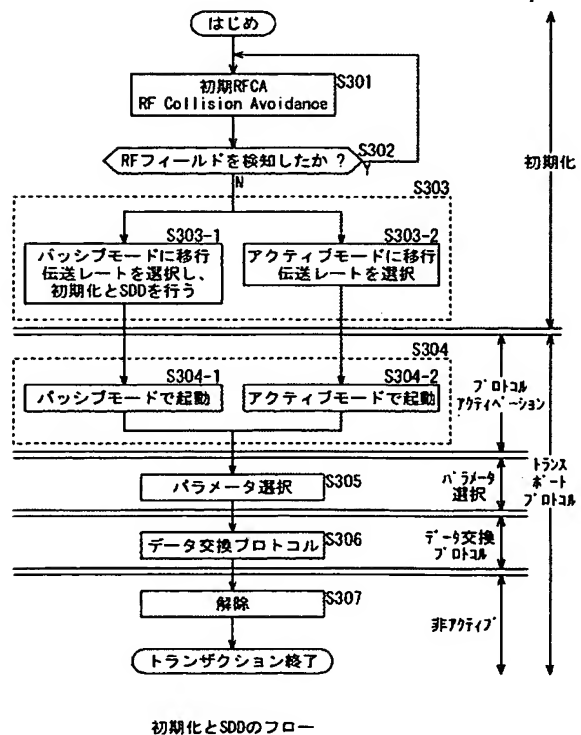 はじめ
S301
初期RFCA
RF Collision Avoidance
S302
RFフィールドを検知したか ?
Y
N
初期化
S303
S303-1
パッシブモードに移行
伝送レートを選択し、
初期化とSDDを行う
S303-2
アクティブモードに移行
伝送レートを選択
S304
S304-1
パッシブモードで起動
S304-2
アクティブモードで起動
プロトコル
アクティベーション
トランス
ポート
プロトコル
S305
パラメータ選択
パラメータ
選択
S306
データ交換プロトコル
データ交換
プロトコル
S307
解除
非アクティブ
トランザクション終了
初期化とSDDのフロー